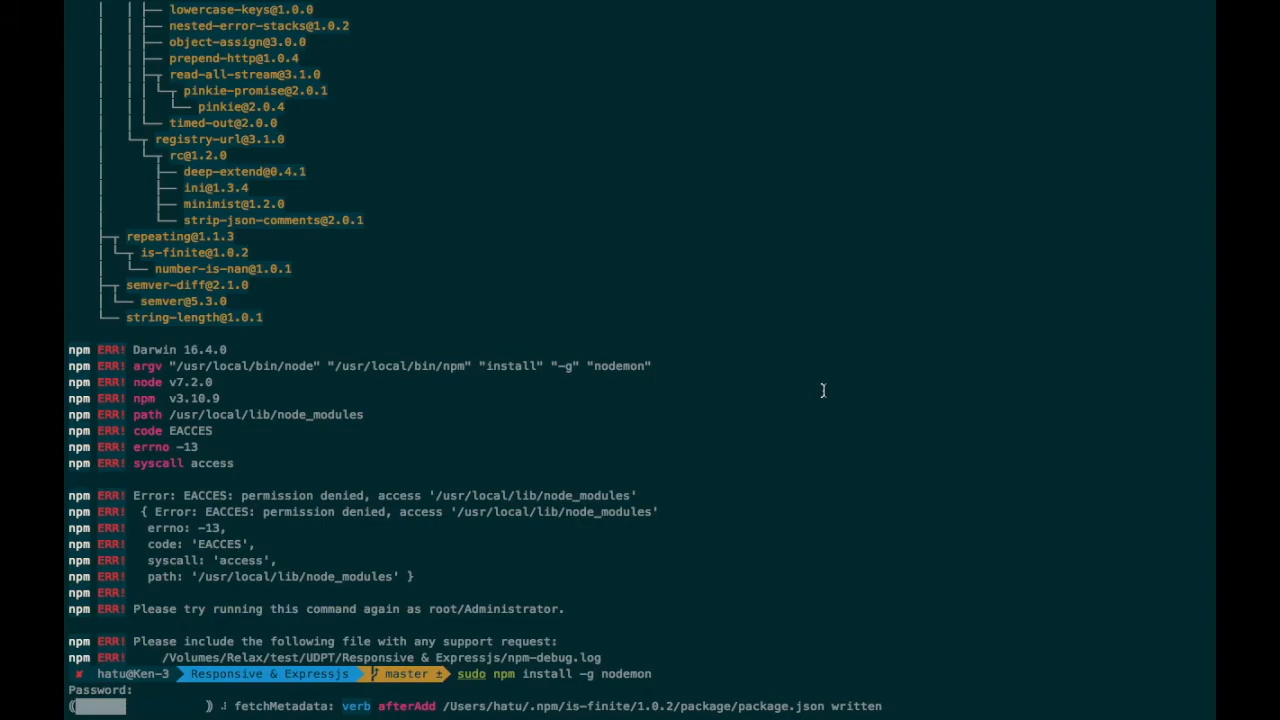 │   │ │ ├── lowercase-keys@1.0.0
│   │ │ ├── nested-error-stacks@1.0.2
│   │ │ ├── object-assign@3.0.0
│   │ │ ├── prepend-http@1.0.4
│   │ │ ├─┬ read-all-stream@3.1.0
│   │ │ │ └─┬ pinkie-promise@2.0.1
│   │ │ │   └── pinkie@2.0.4
│   │ │ └── timed-out@2.0.0
│   └─┬ registry-url@3.1.0
│     └─┬ rc@1.2.0
│       ├── deep-extend@0.4.1
│       ├── ini@1.3.4
│       ├── minimist@1.2.0
│       └── strip-json-comments@2.0.1
├─┬ repeating@1.1.3
│ └─┬ is-finite@1.0.2
│   └── number-is-nan@1.0.1
├─┬ semver-diff@2.1.0
│ └── semver@5.3.0
└── string-length@1.0.1
npm ERR! Darwin 16.4.0
npm ERR! argv "/usr/local/bin/node" "/usr/local/bin/npm" "install" "-g" "nodemon"
npm ERR! node v7.2.0
npm ERR! npm  v3.10.9
npm ERR! path /usr/local/lib/node_modules
npm ERR! code EACCES
npm ERR! errno -13
npm ERR! syscall access
npm ERR! Error: EACCES: permission denied, access '/usr/local/lib/node_modules'
npm ERR!  { Error: EACCES: permission denied, access '/usr/local/lib/node_modules'
npm ERR!   errno: -13,
npm ERR!   code: 'EACCES',
npm ERR!   syscall: 'access',
npm ERR!   path: '/usr/local/lib/node_modules' }
npm ERR!
npm ERR! Please try running this command again as root/Administrator.
npm ERR! Please include the following file with any support request:
npm ERR!     /Volumes/Relax/test/UDPT/Responsive & Expressjs/npm-debug.log
✘ hatu@Ken-3 Responsive & Expressjs master ± sudo npm install -g nodemon
Password:
(          ) ⠼ fetchMetadata: verb afterAdd /Users/hatu/.npm/is-finite/1.0.2/package/package.json written